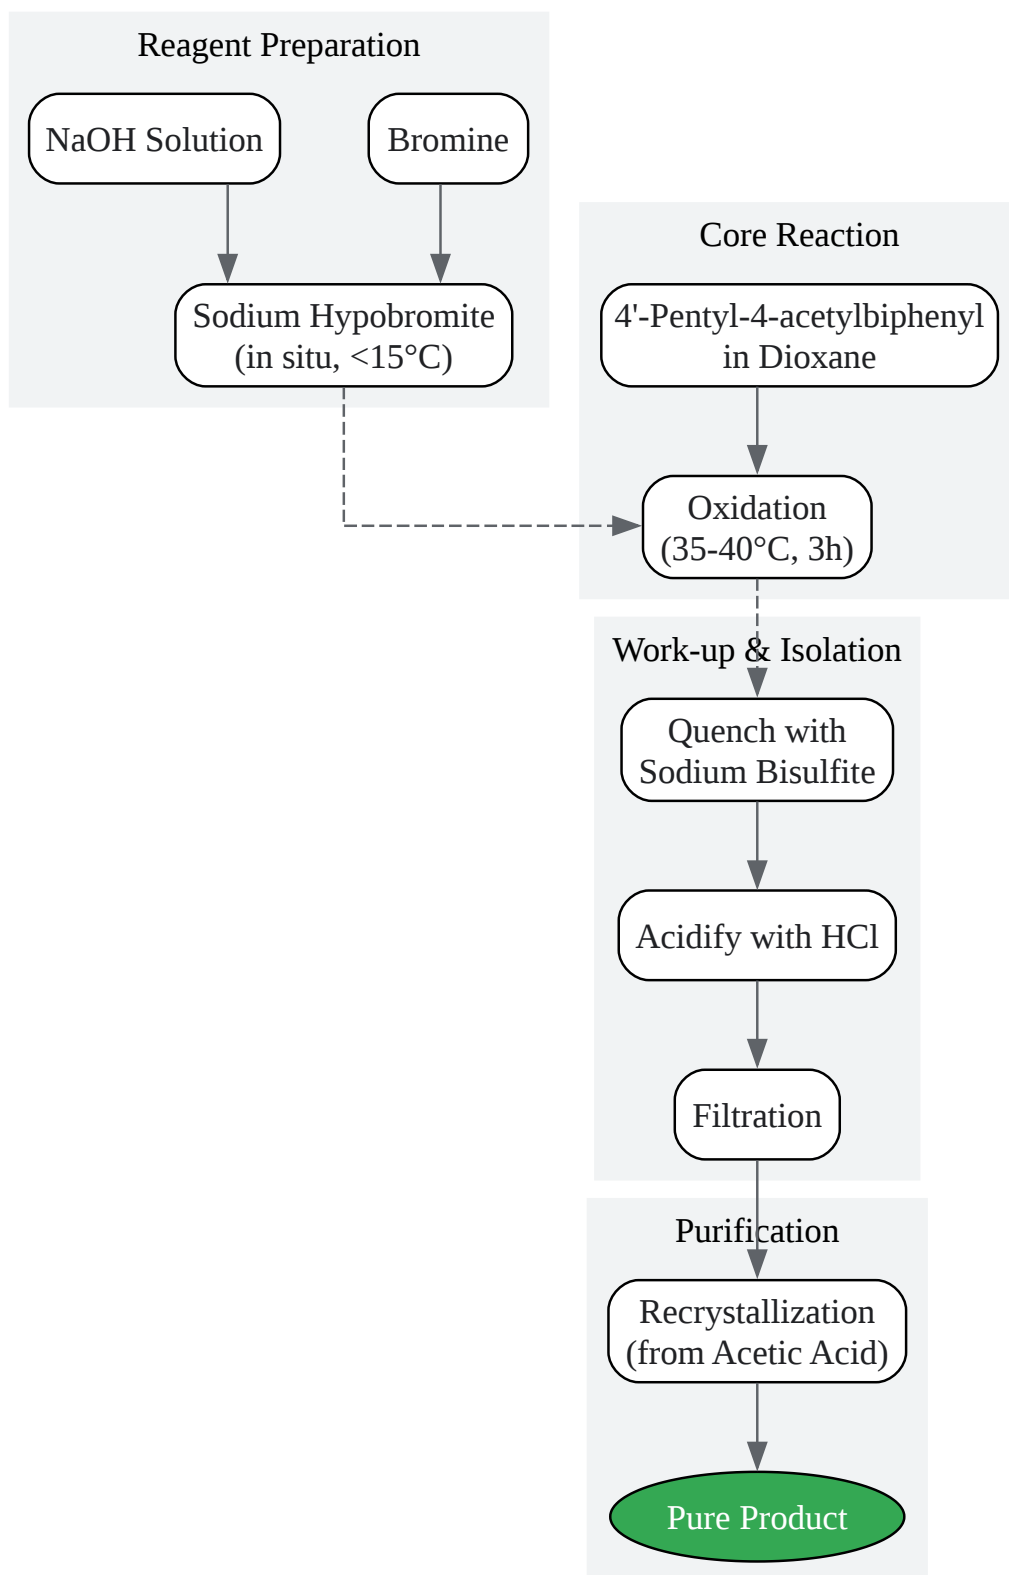 Reagent Preparation
NaOH Solution
Bromine
Sodium Hypobromite
(in situ, <15°C)
Core Reaction
4'-Pentyl-4-acetylbiphenyl
in Dioxane
Oxidation
(35-40°C, 3h)
Work-up & Isolation
Quench with
Sodium Bisulfite
Acidify with HCl
Filtration
Purification
Recrystallization
(from Acetic Acid)
Pure Product